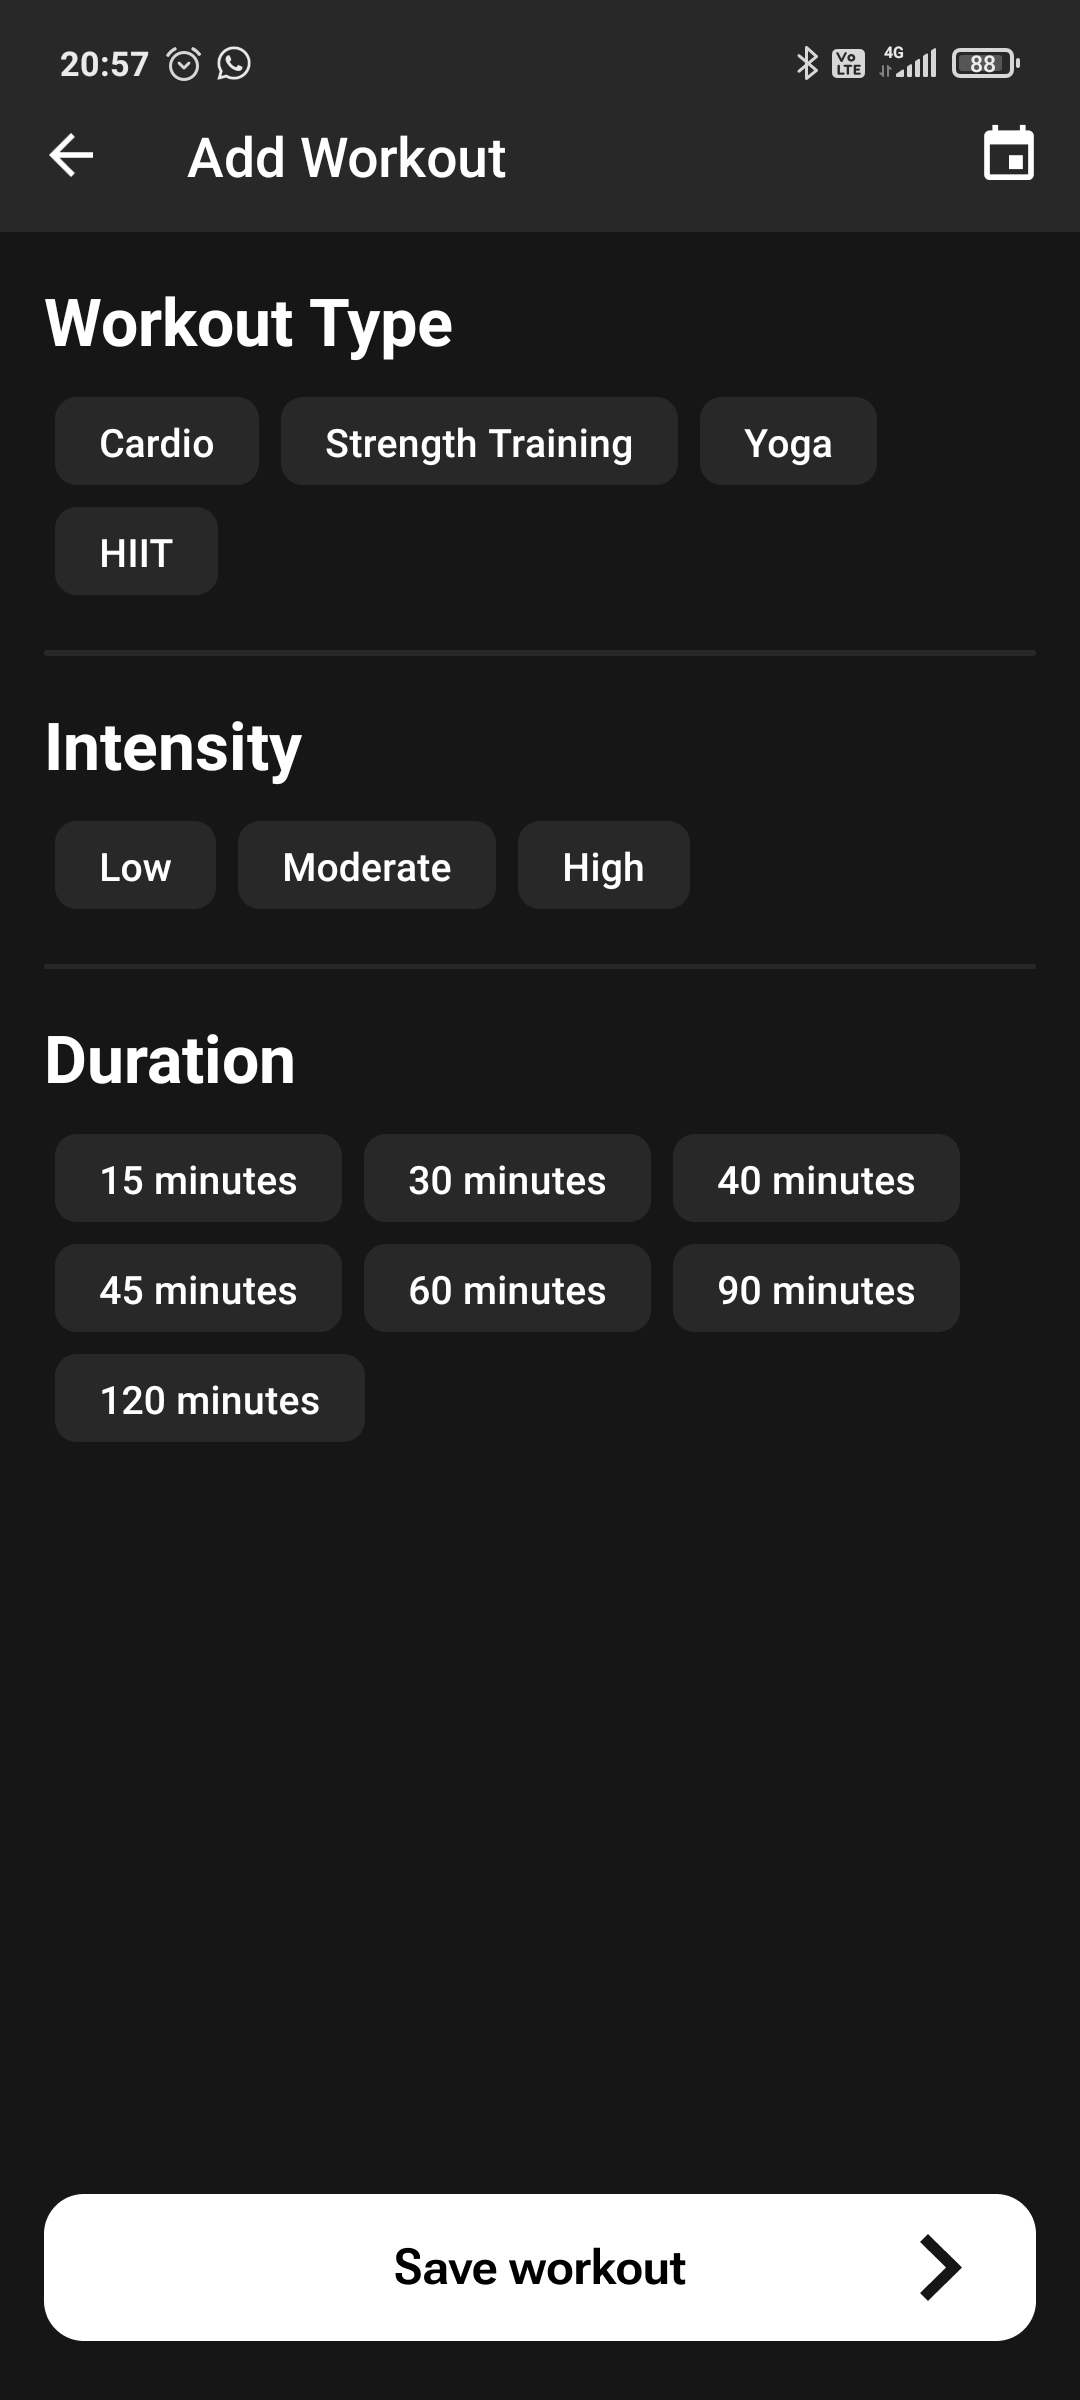 20:57 Vo LTE 4G 88
Add Workout
Workout Type
Cardio Strength Training Yoga
HIIT
Intensity
Low Moderate High
Duration
15 minutes 30 minutes 40 minutes
45 minutes 60 minutes 90 minutes
120 minutes
Save workout